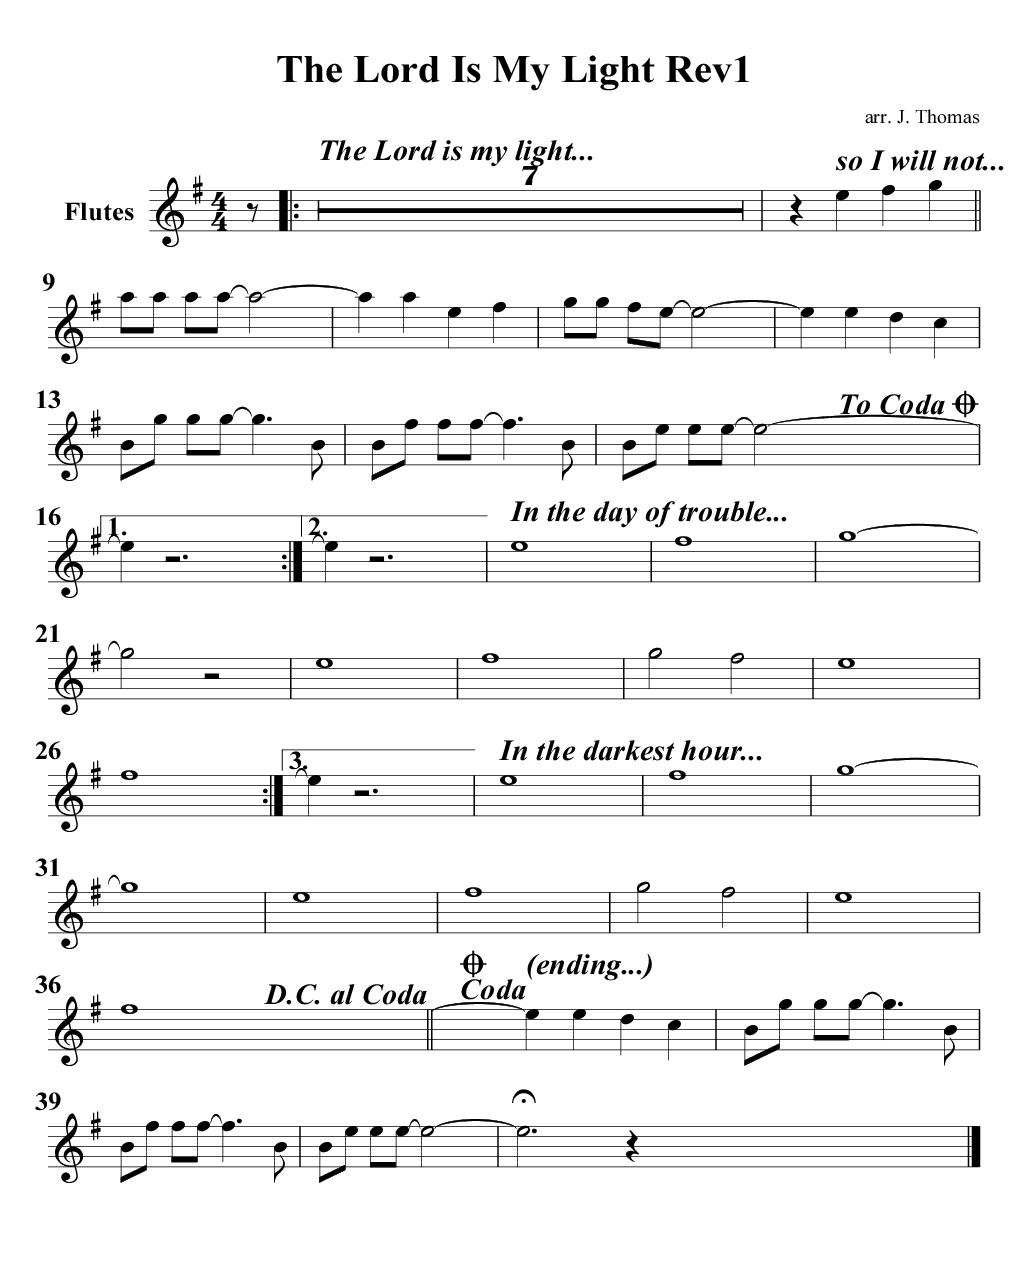 The Lord Is My Light Rev1
arr. J. Thomas
The Lord is my light...
so I will not...
7
Flutes
4
4
9
13
To Coda
16
1.
2.
In the day of trouble...
21
26
3.
In the darkest hour...
31
36
D.C. al Coda
Coda
(ending...)
39